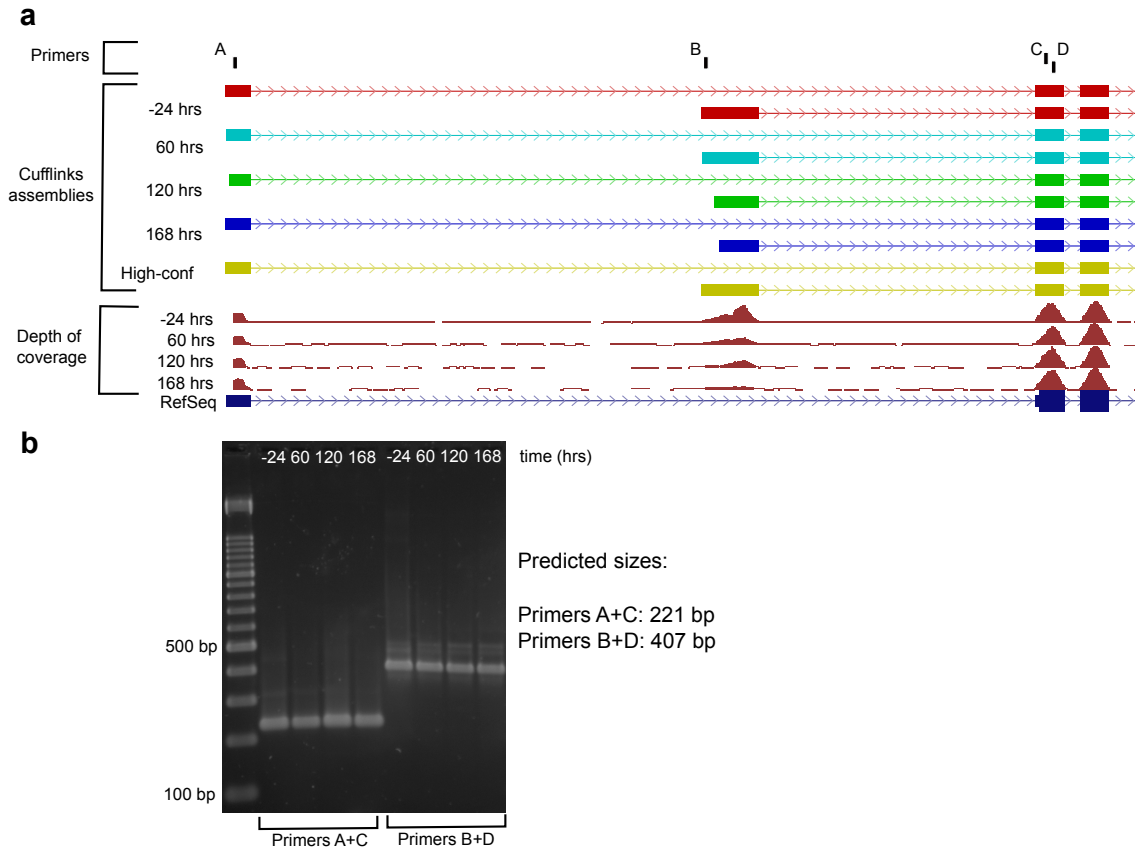 a
Primers
A
B
C
D
Cufflinks
assemblies
-24 hrs
60 hrs
120 hrs
168 hrs
High-conf
Depth of
coverage
-24 hrs
60 hrs
120 hrs
168 hrs
RefSeq
b
-24 60 120 168 -24 60 120 168 time (hrs)
500 bp
100 bp
Predicted sizes:
Primers A+C: 221 bp
Primers B+D: 407 bp
Primers A+C
Primers B+D